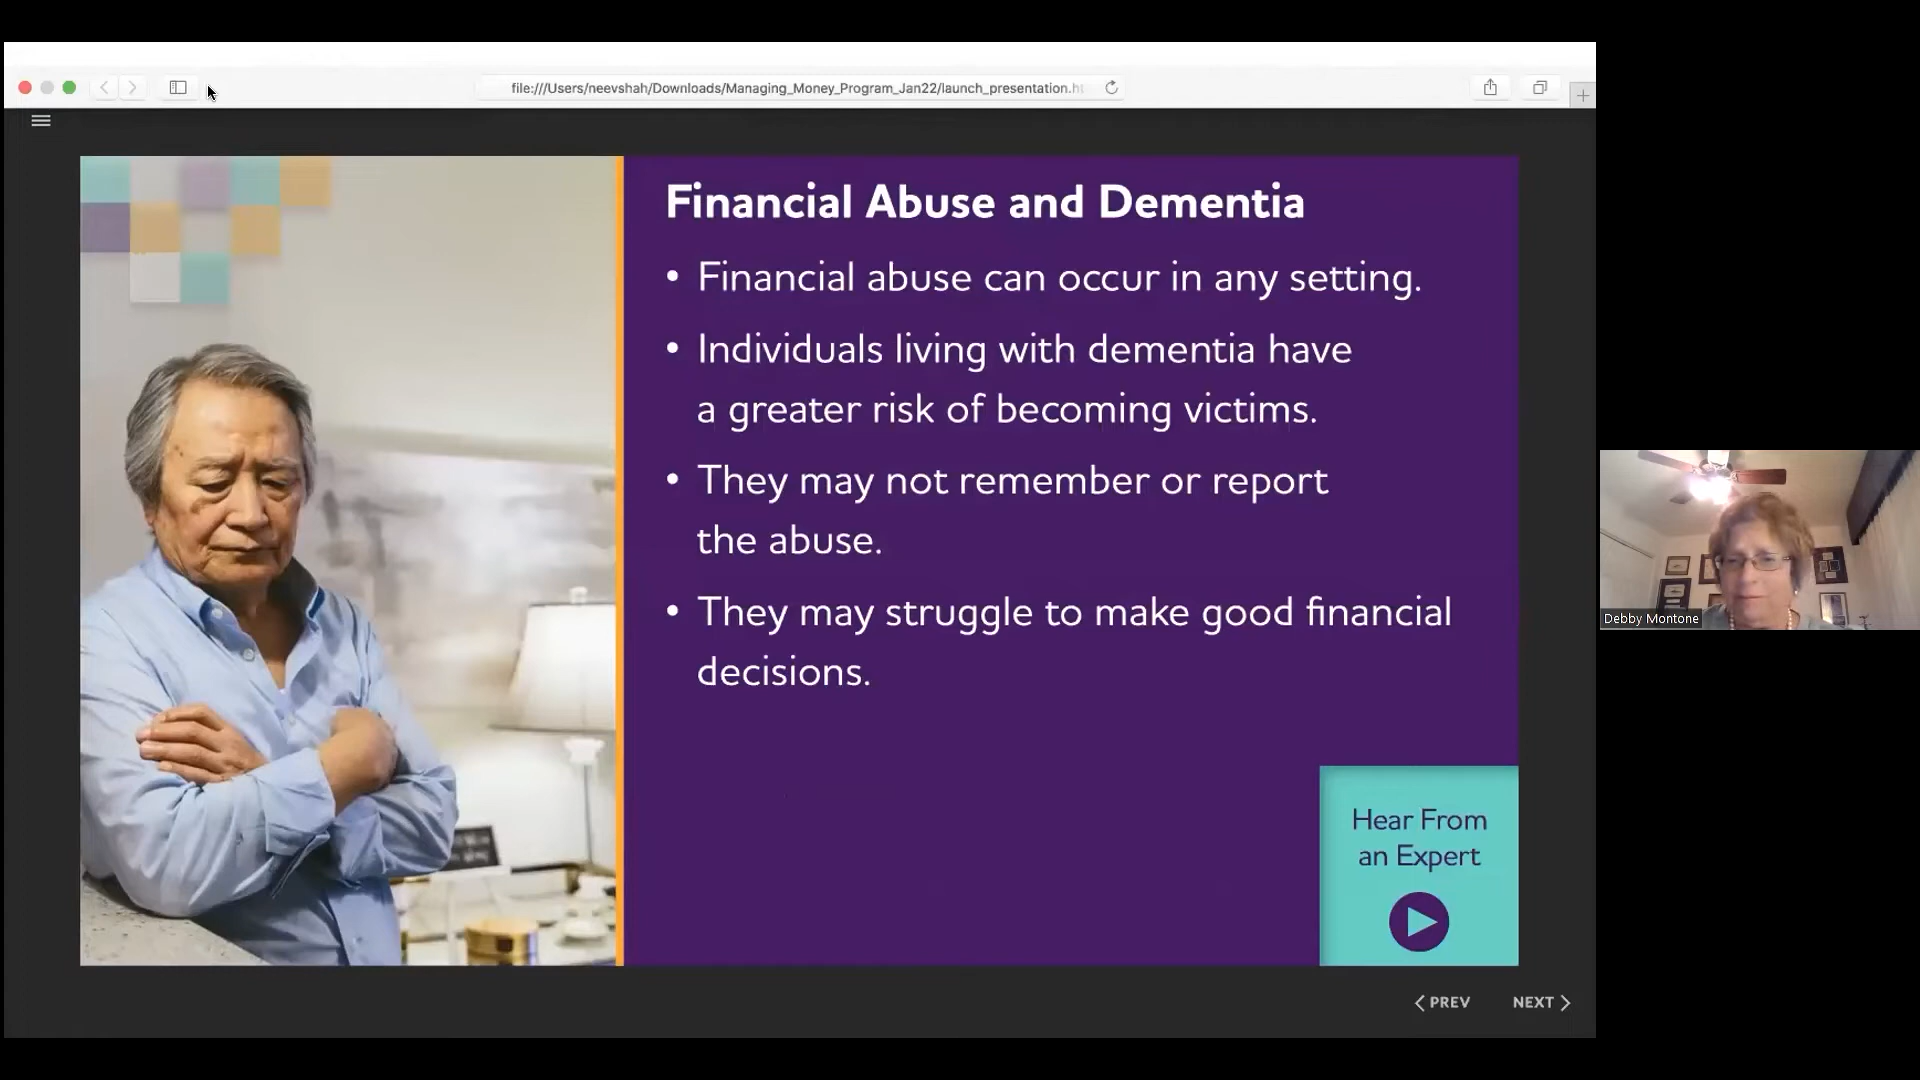 file:///Users/neevshah/Downloads/Managing_Money_Program_Jan22/launch_presentation.h
Financial Abuse and Dementia
• Financial abuse can occur in any setting.
• Individuals living with dementia have
a greater risk of becoming victims.
• They may not remember or report
the abuse.
• They may struggle to make good financial
decisions.
Hear From
an Expert
Debby Montone
PREV
NEXT